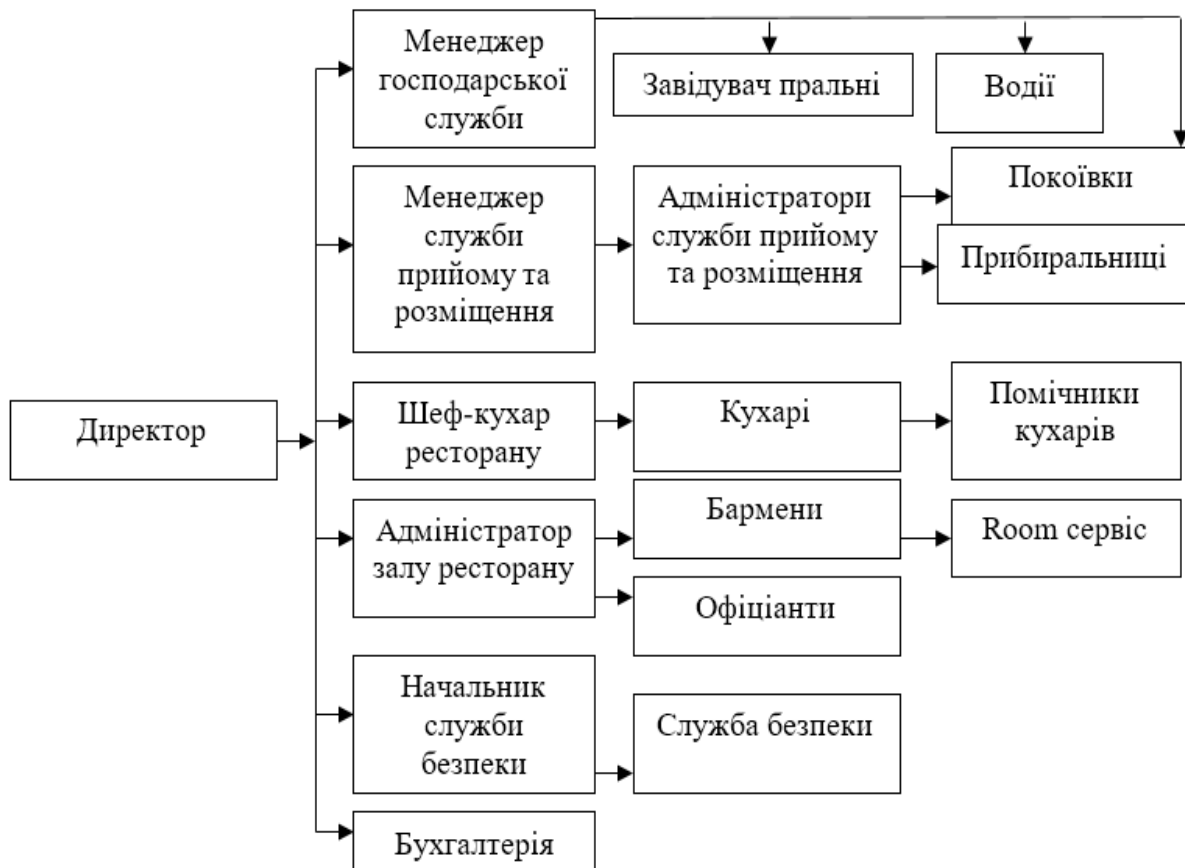 Менеджер
господарської
служби
Завідувач пральні
Водії
Менеджер
служби
прийому та
розміщення
Адміністратори
служби прийому
та розміщення
Покоївки
Прибиральниці
Директор
Шеф-кухар
ресторану
Кухарі
Помічники
кухарів
Адміністратор
залу ресторану
Бармени
Room сервіс
Офіціанти
Начальник
служби
безпеки
Служба безпеки
Бухгалтерія